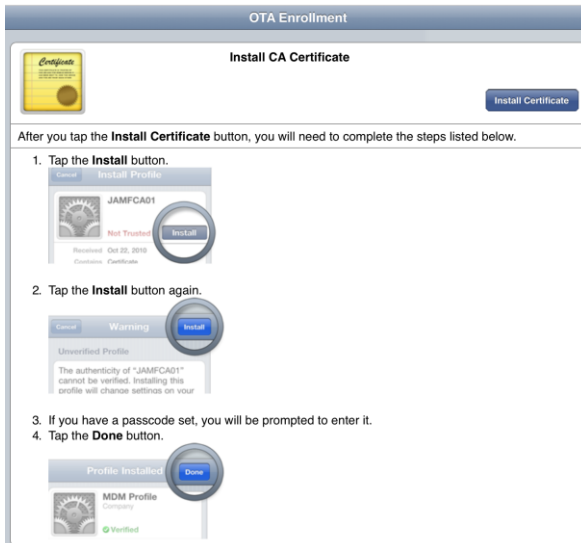 OTA Enrollment
Certificate
Install CA Certificate
Install Certificate
After you tap the Install Certificate button, you will need to complete the steps listed below.
1. Tap the Install button.
Cancel Install Profile
JAMFCA01
Not Trusted Install
Received Oct 22, 2010
Contains Certificate
2. Tap the Install button again.
Cancel Warning Install
Unverified Profile
The authenticity of "JAMFCA01"
cannot be verified. Installing this
profile will change settings on your
3. If you have a passcode set, you will be prompted to enter it.
4. Tap the Done button.
Profile Installed Done
MDM Profile
Company
Verified